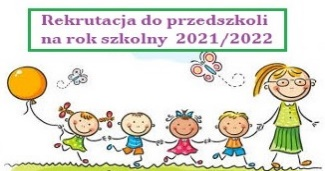 Rekrutacja do przedszkoli
na rok szkolny 2021/2022